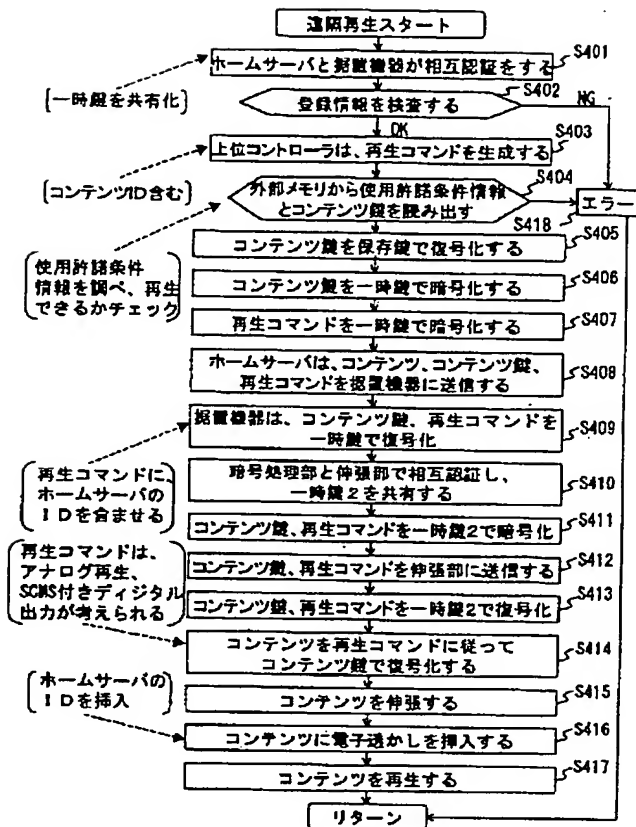 遠隔再生スタート
ホームサーバと据置機器が相互認証をする
S401
[一時鍵を共有化]
登録情報を検査する
S402
NG
OK
上位コントローラは、再生コマンドを生成する
S403
[コンテンツID含む]
外部メモリから使用許諾条件情報
とコンテンツ鍵を読み出す
S404
エラー
S418
コンテンツ鍵を保存鍵で復号化する
S405
使用許諾条件
情報を調べ、再生
できるかチェック
コンテンツ鍵を一時鍵で暗号化する
S406
再生コマンドを一時鍵で暗号化する
S407
ホームサーバは、コンテンツ、コンテンツ鍵、
再生コマンドを据置機器に送信する
S408
据置機器は、コンテンツ鍵、再生コマンドを
一時鍵で復号化
S409
再生コマンドに、
ホームサーバの
IDを含ませる
暗号処理部と伸張部で相互認証し、
一時鍵2を共有する
S410
コンテンツ鍵、再生コマンドを一時鍵2で暗号化
S411
再生コマンドは、
アナログ再生、
SCMS付きディジタル
出力が考えられる
コンテンツ鍵、再生コマンドを伸張部に送信する
S412
コンテンツ鍵、再生コマンドを一時鍵2で復号化
S413
コンテンツを再生コマンドに従って
コンテンツ鍵で復号化する
S414
ホームサーバの
IDを挿入
コンテンツを伸張する
S415
コンテンツに電子透かしを挿入する
S416
コンテンツを再生する
S417
リターン